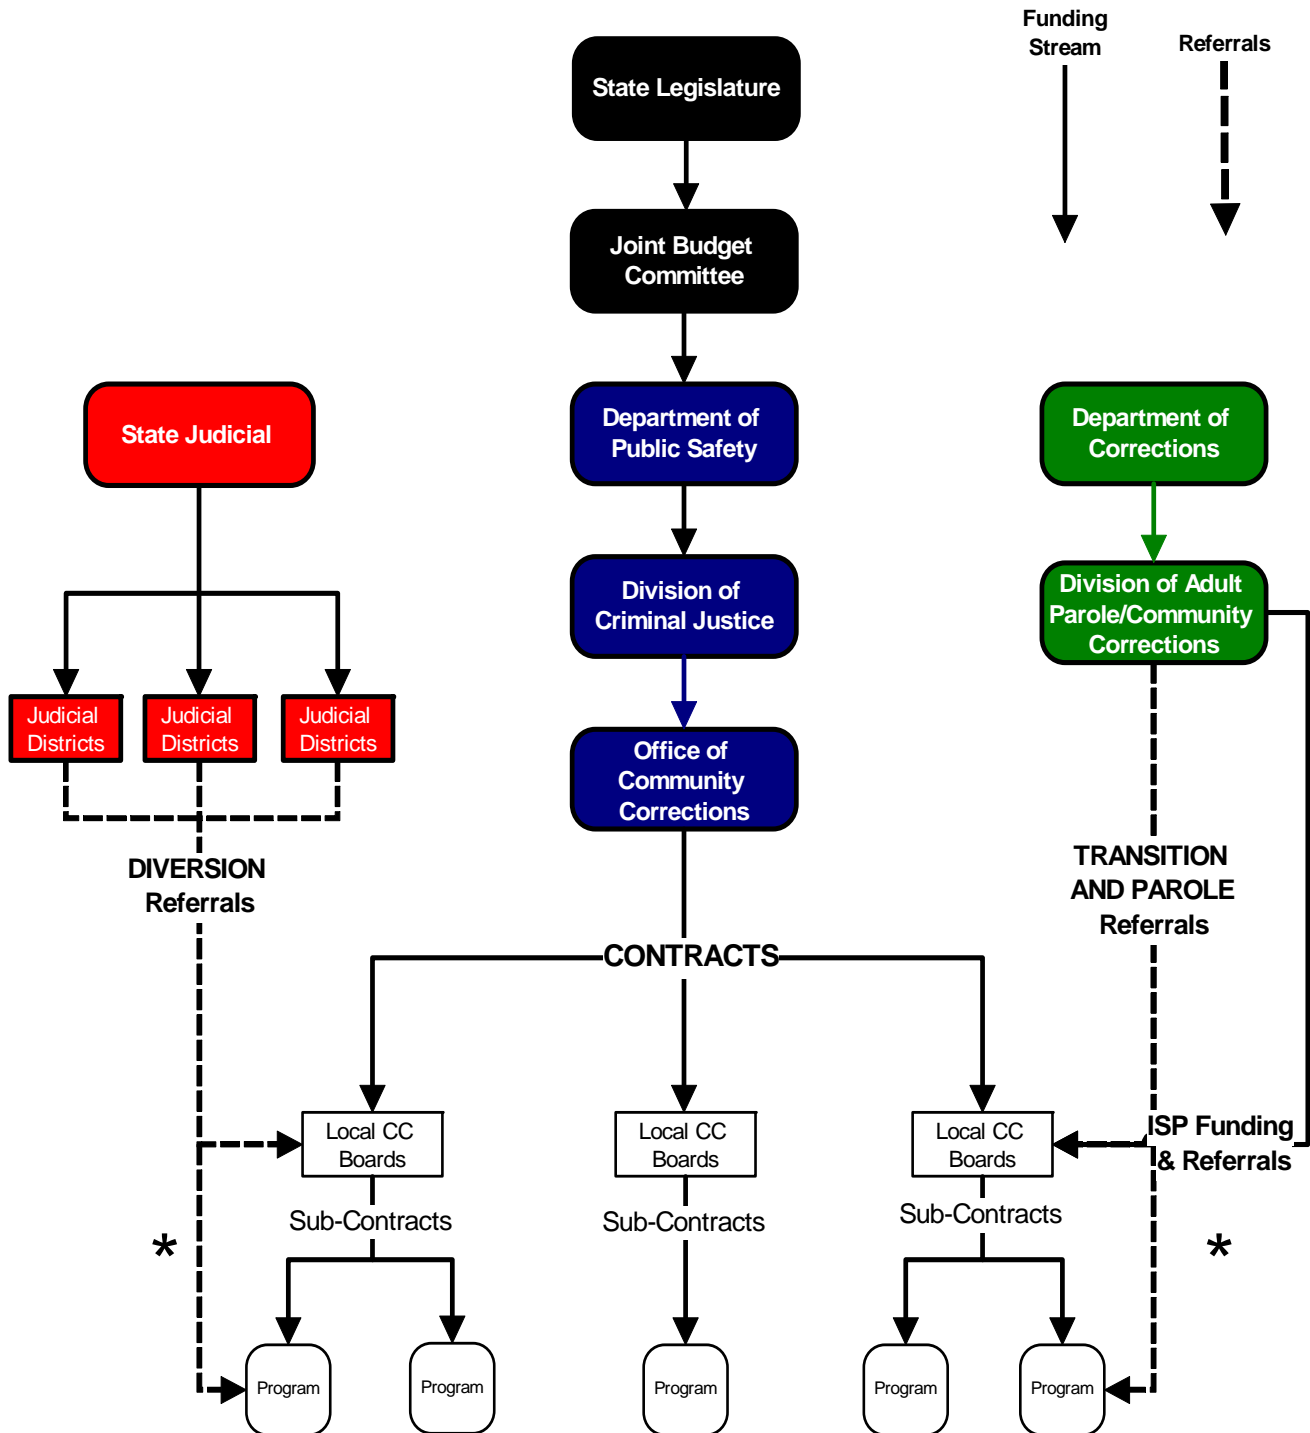 Funding
Stream
Referrals
State Legislature
Joint Budget
Committee
State Judicial
Department of
Public Safety
Department of
Corrections
Division of
Criminal Justice
Division of Adult
Parole/Community
Corrections
Judicial
Districts
Judicial
Districts
Judicial
Districts
Office of
Community
Corrections
DIVERSION
Referrals
TRANSITION
AND PAROLE
Referrals
CONTRACTS
Local CC
Boards
Local CC
Boards
Local CC
Boards
ISP Funding
& Referrals
Sub-Contracts
Sub-Contracts
Sub-Contracts
*
*
Program
Program
Program
Program
Program